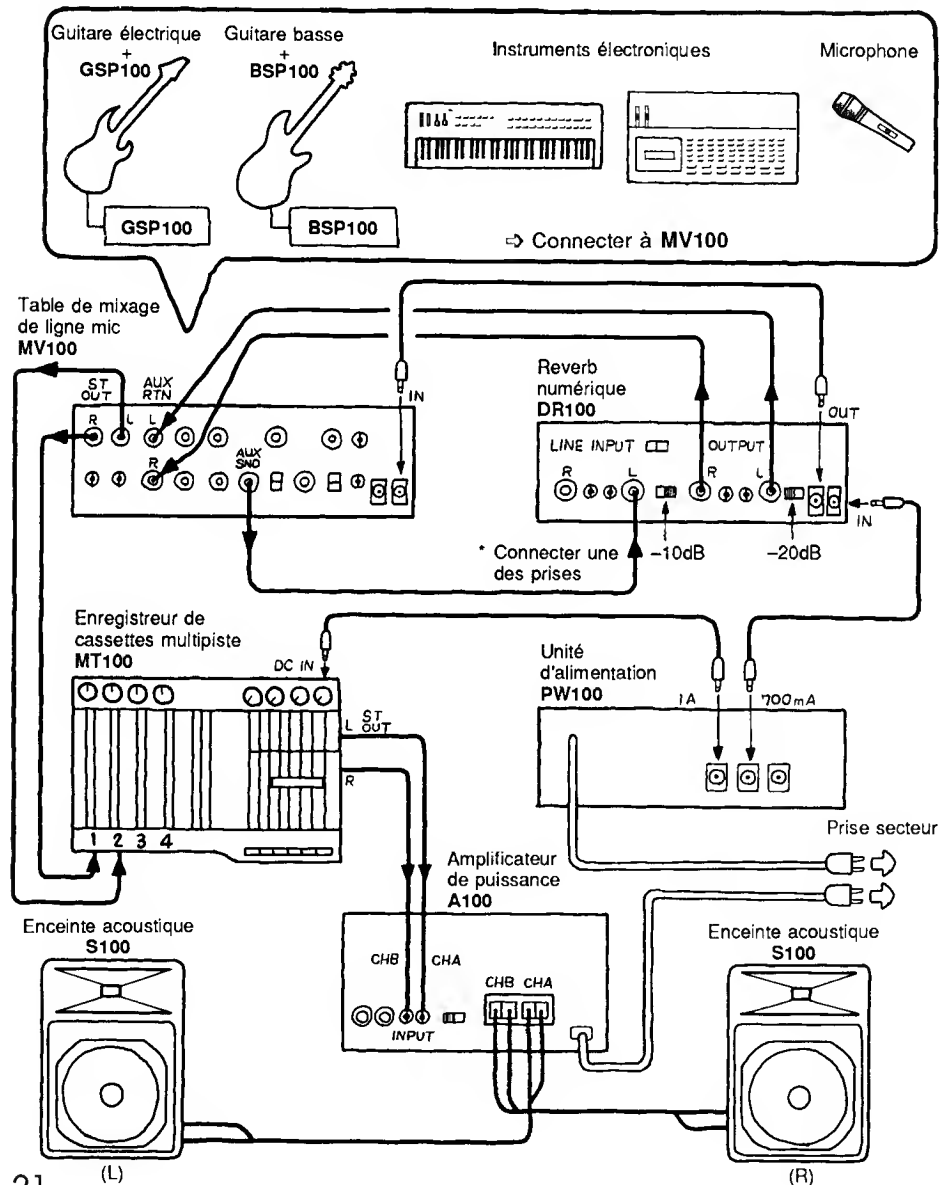 Guitare électrique
+
GSP100
Guitare basse
+
BSP100
Instruments électroniques
Microphone
GSP100
BSP100
⇨ Connecter à MV100
Table de mixage
de ligne mic
MV100
ST
OUT
AUX
RTN
R
L
L
R
AUX
SND
IN
Reverb
numérique
DR100
OUT
LINE INPUT
OUTPUT
R
L
R
L
IN
* Connecter une
des prises
-10dB
-20dB
Enregistreur de
cassettes multipiste
MT100
DC IN
L
ST
OUT
R
1 2 3 4
Unité
d'alimentation
PW100
1A
700mA
Prise secteur
Amplificateur
de puissance
A100
CHB
CHA
INPUT
CHB CHA
Enceinte acoustique
S100
(L)
Enceinte acoustique
S100
(R)
21